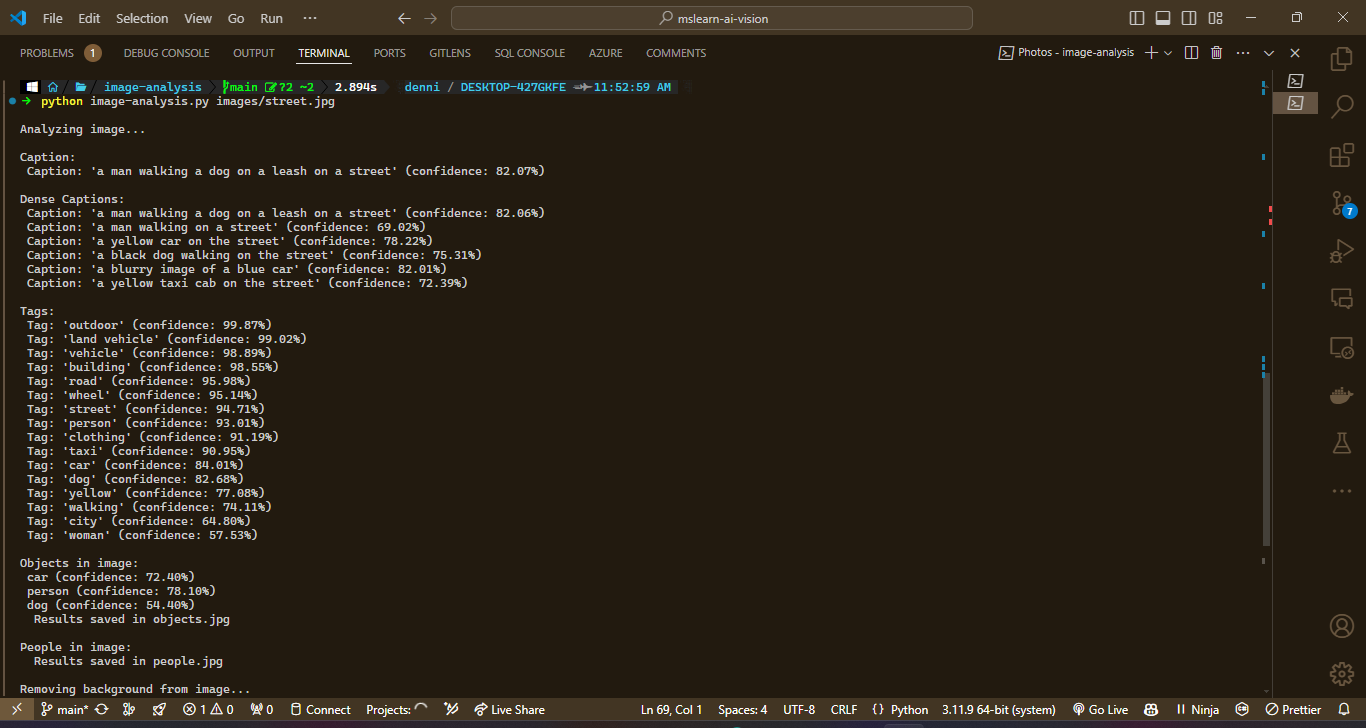 File Edit Selection View Go Run ··· mslearn-ai-vision
PROBLEMS 1 DEBUG CONSOLE OUTPUT TERMINAL PORTS GITLENS SQL CONSOLE AZURE COMMENTS Photos - image-analysis
image-analysis main ?2 ~2 2.894s denni / DESKTOP-427GKFE 11:52:59 AM
python image-analysis.py images/street.jpg
Analyzing image...
Caption:
Caption: 'a man walking a dog on a leash on a street' (confidence: 82.07%)
Dense Captions:
Caption: 'a man walking a dog on a leash on a street' (confidence: 82.06%)
Caption: 'a man walking on a street' (confidence: 69.02%)
Caption: 'a yellow car on the street' (confidence: 78.22%)
Caption: 'a black dog walking on the street' (confidence: 75.31%)
Caption: 'a blurry image of a blue car' (confidence: 82.01%)
Caption: 'a yellow taxi cab on the street' (confidence: 72.39%)
Tags:
Tag: 'outdoor' (confidence: 99.87%)
Tag: 'land vehicle' (confidence: 99.02%)
Tag: 'vehicle' (confidence: 98.89%)
Tag: 'building' (confidence: 98.55%)
Tag: 'road' (confidence: 95.98%)
Tag: 'wheel' (confidence: 95.14%)
Tag: 'street' (confidence: 94.71%)
Tag: 'person' (confidence: 93.01%)
Tag: 'clothing' (confidence: 91.19%)
Tag: 'taxi' (confidence: 90.95%)
Tag: 'car' (confidence: 84.01%)
Tag: 'dog' (confidence: 82.68%)
Tag: 'yellow' (confidence: 77.08%)
Tag: 'walking' (confidence: 74.11%)
Tag: 'city' (confidence: 64.80%)
Tag: 'woman' (confidence: 57.53%)
Objects in image:
car (confidence: 72.40%)
person (confidence: 78.10%)
dog (confidence: 54.40%)
Results saved in objects.jpg
People in image:
Results saved in people.jpg
Removing background from image...
7
main* 1 0 0 Connect Projects: Live Share Ln 69, Col 1 Spaces: 4 UTF-8 CRLF {} Python 3.11.9 64-bit (system) Go Live Ninja Prettier